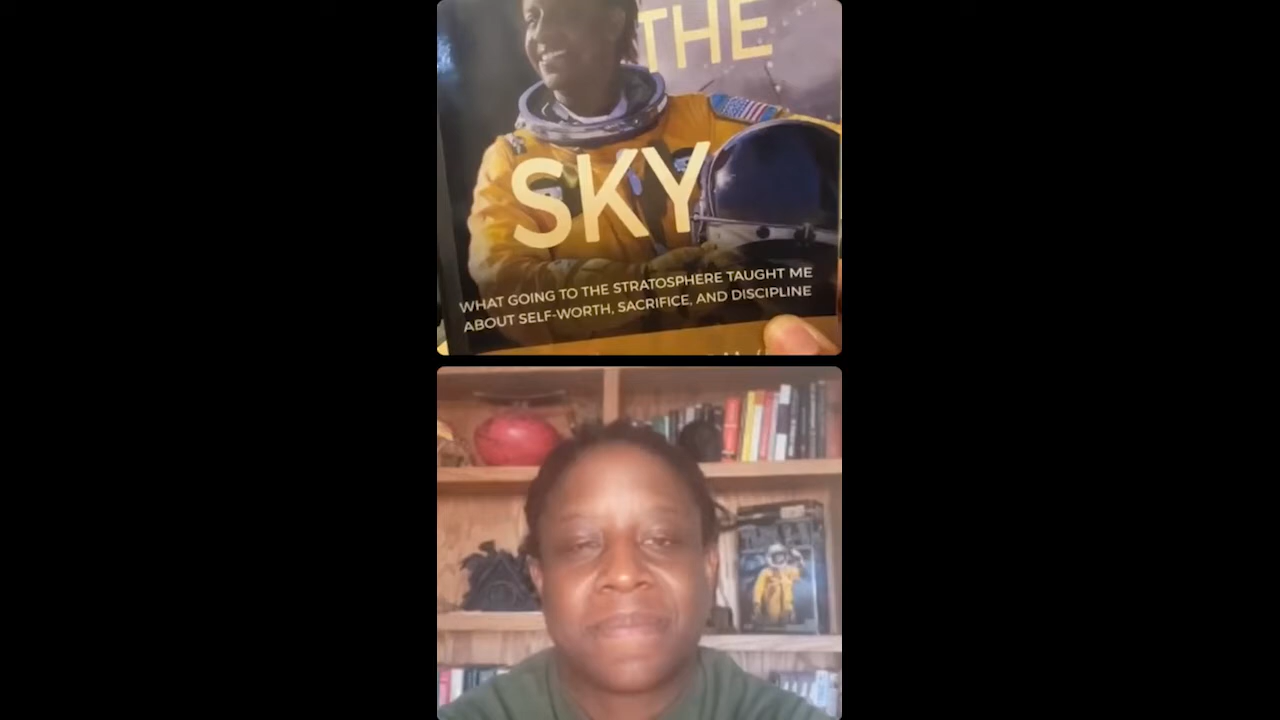 THE
SKY
WHAT GOING TO THE STRATOSPHERE TAUGHT ME
ABOUT SELF-WORTH, SACRIFICE, AND DISCIPLINE